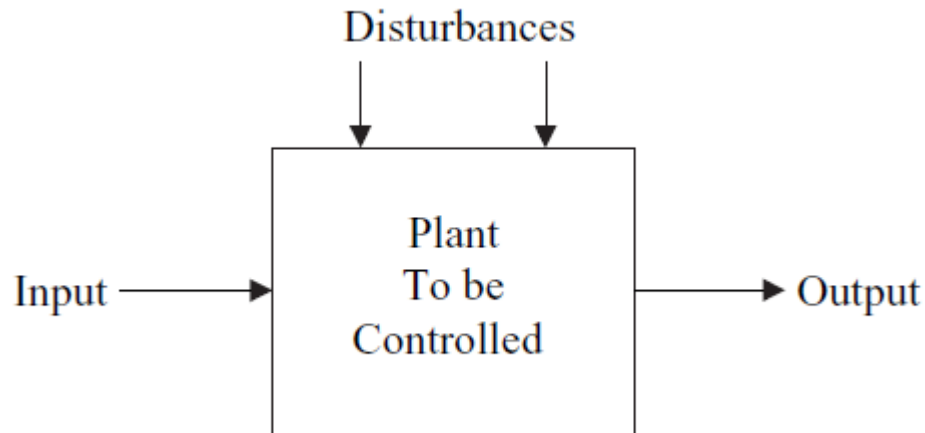 Disturbances
Plant
To be
Input
Output
Controlled